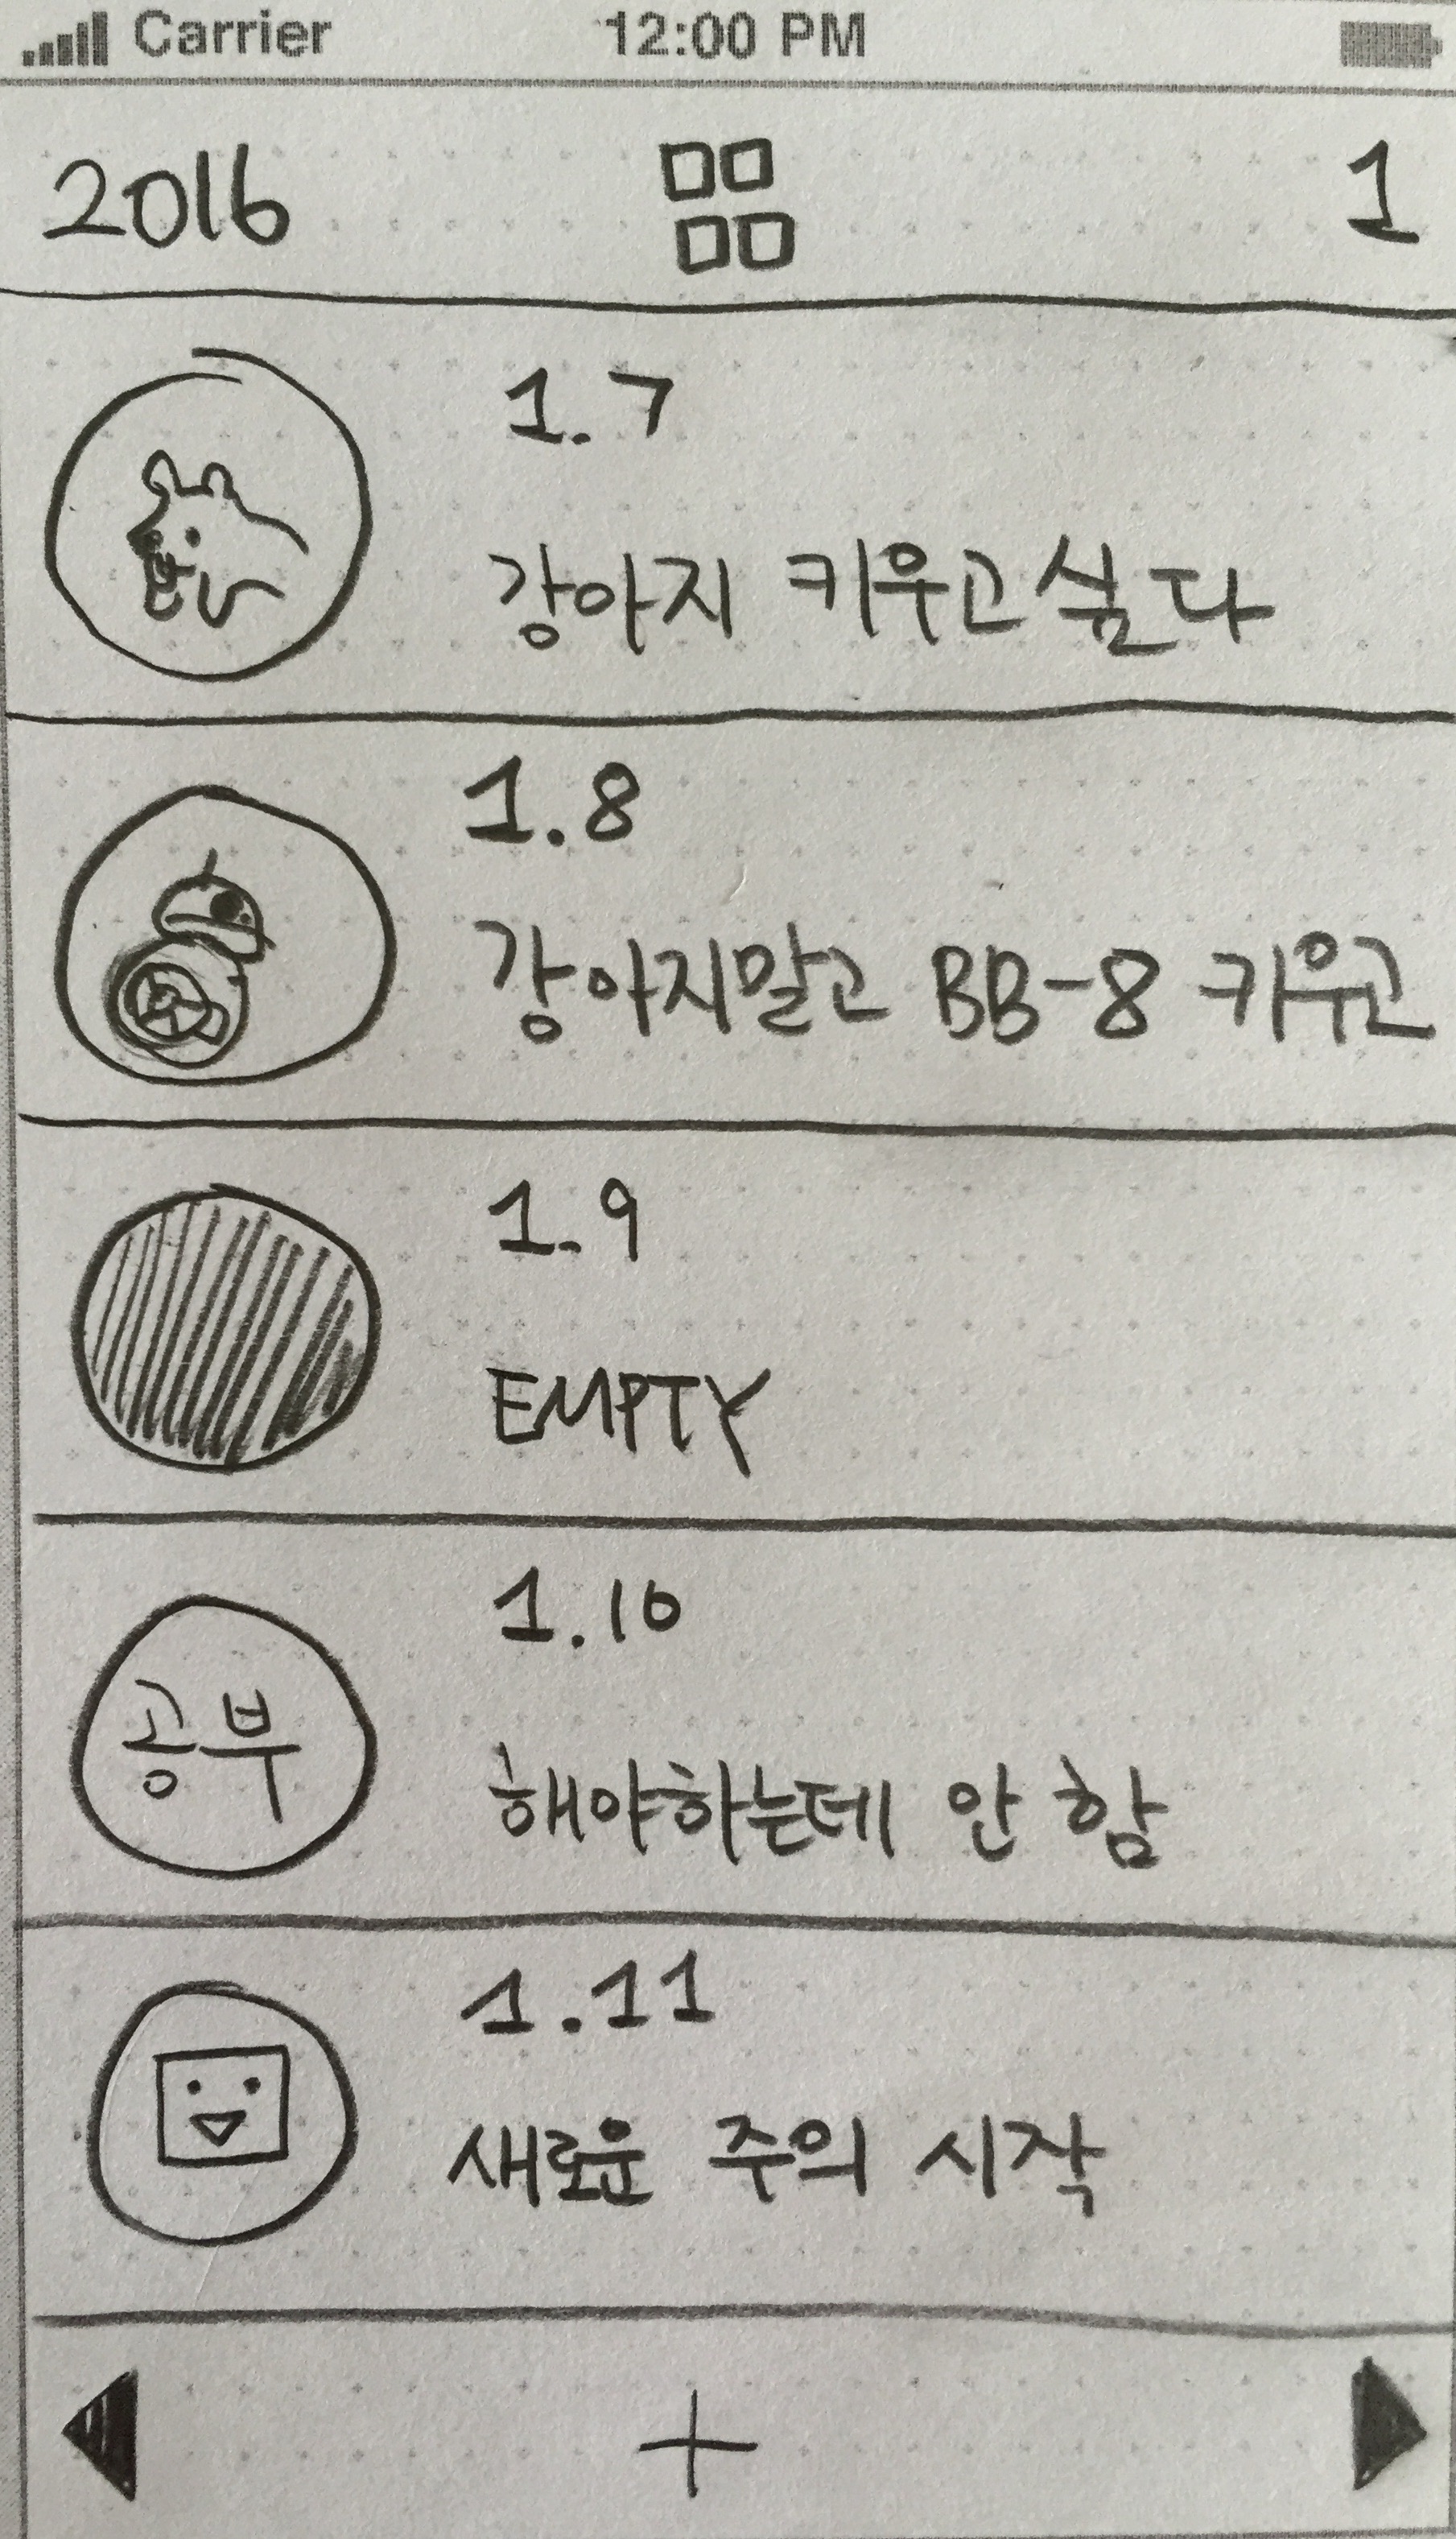 Carrier 12:00 PM
2016 1
1.7
강아지 키우고싶다
1.8
강아지말고 BB-8 키우고
1.9
EMPTY
1.10
공부
해야하는데 안 함
1.11
새로운 주의 시작
+